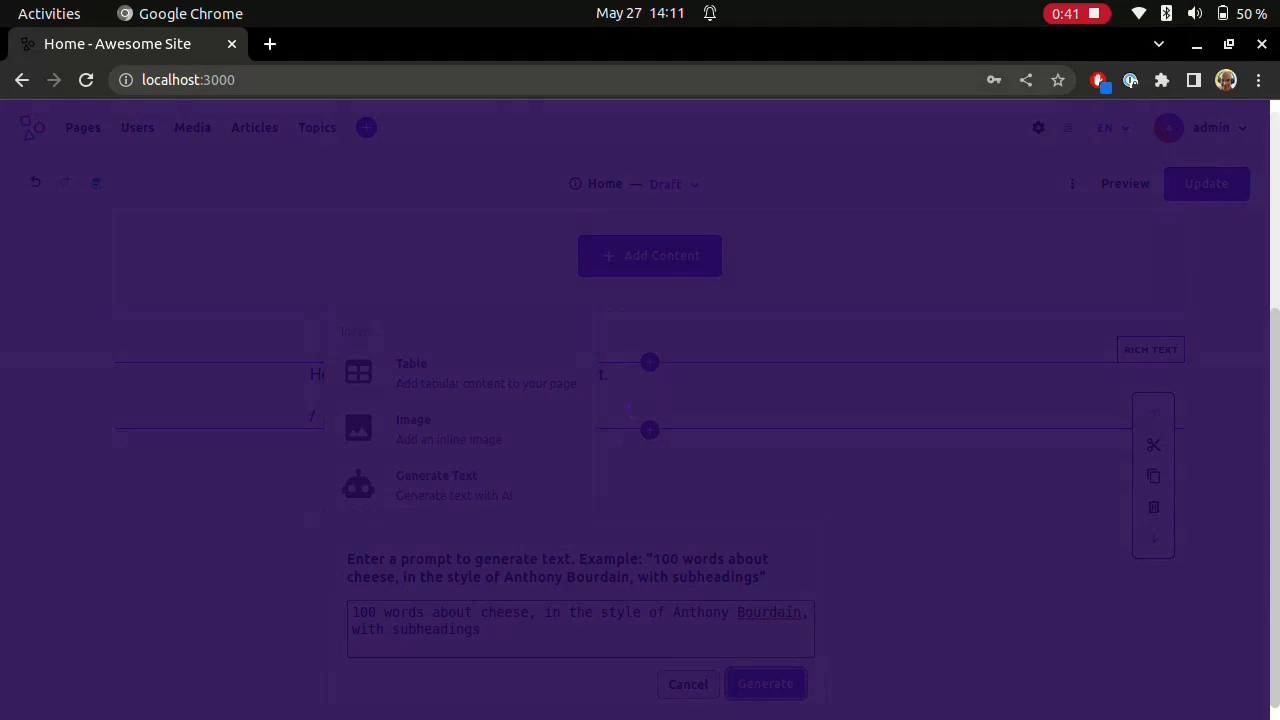 Activities
Google Chrome
May 27 14:11
0:41
50 %
Home - Awesome Site
localhost:3000
Pages
Users
Media
Articles
Topics
EN
admin
Home — Draft
Preview
Update
Add Content
Insert...
RICH TEXT
Table
Add tabular content to your page
t.
/
Image
Add an inline image
Generate Text
Generate text with AI
Enter a prompt to generate text. Example: "100 words about
cheese, in the style of Anthony Bourdain, with subheadings"
100 words about cheese, in the style of Anthony Bourdain,
with subheadings
Cancel
Generate